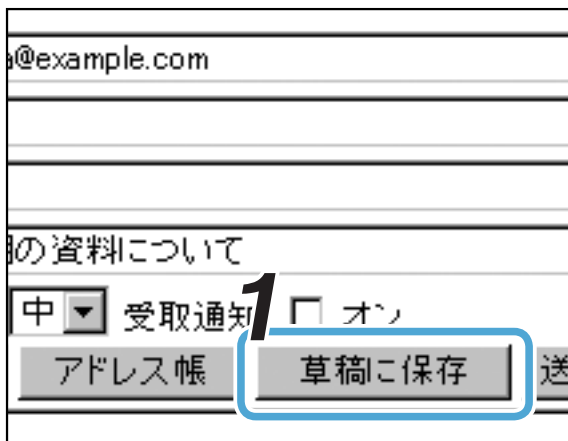 @example.com
の資料について
中 受取通知 オン
1
アドレス帳 草稿に保存 送